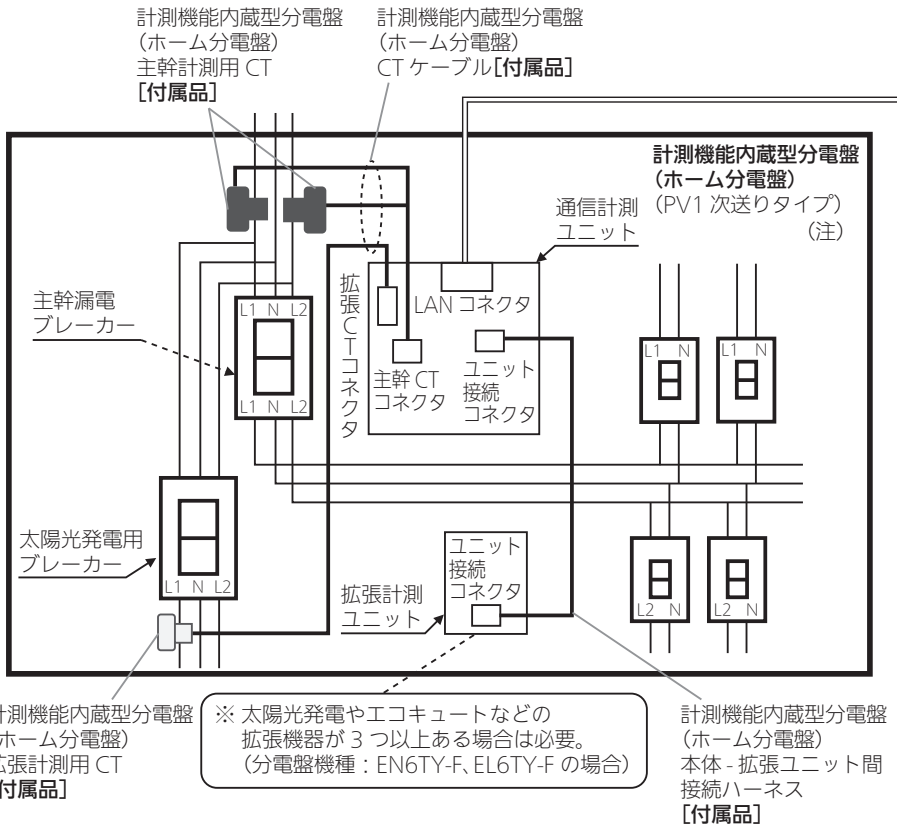 計測機能内蔵型分電盤
(ホーム分電盤)
主幹計測用 CT
[付属品]
計測機能内蔵型分電盤
(ホーム分電盤)
CT ケーブル[付属品]
計測機能内蔵型分電盤
(ホーム分電盤)
(PV1 次送りタイプ)
(注)
通信計測
ユニット
拡張CTコネクタ
LAN コネクタ
主幹 CT
コネクタ
ユニット
接続
コネクタ
主幹漏電
ブレーカー
L1 N L2
L1 N L2
L1 N
L1 N
太陽光発電用
ブレーカー
L1 N L2
拡張計測
ユニット
ユニット
接続
コネクタ
L2 N
L2 N
計測機能内蔵型分電盤
ホーム分電盤)
拡張計測用 CT
付属品]
※ 太陽光発電やエコキュートなどの
拡張機器が 3 つ以上ある場合は必要。
(分電盤機種:EN6TY-F、EL6TY-F の場合)
計測機能内蔵型分電盤
(ホーム分電盤)
本体 - 拡張ユニット間
接続ハーネス
[付属品]